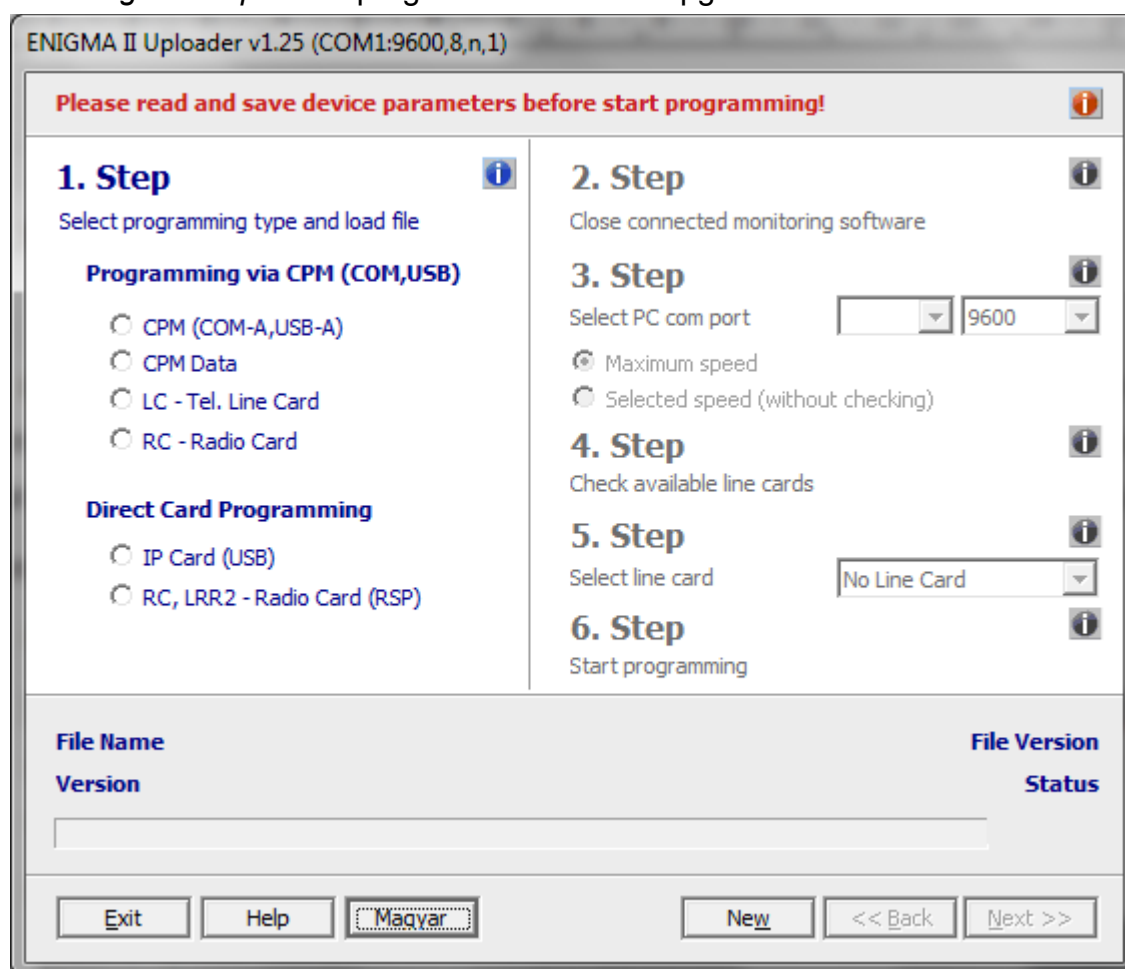 ENIGMA II Uploader v1.25 (COM1:9600,8,n,1)
Please read and save device parameters before start programming!
1. Step
Select programming type and load file
Programming via CPM (COM,USB)
CPM (COM-A,USB-A)
CPM Data
LC - Tel. Line Card
RC - Radio Card
Direct Card Programming
IP Card (USB)
RC, LRR2 - Radio Card (RSP)
2. Step
Close connected monitoring software
3. Step
Select PC com port 9600
Maximum speed
Selected speed (without checking)
4. Step
Check available line cards
5. Step
Select line card No Line Card
6. Step
Start programming
File Name File Version
Version Status
Exit Help Magyar New << Back Next >>